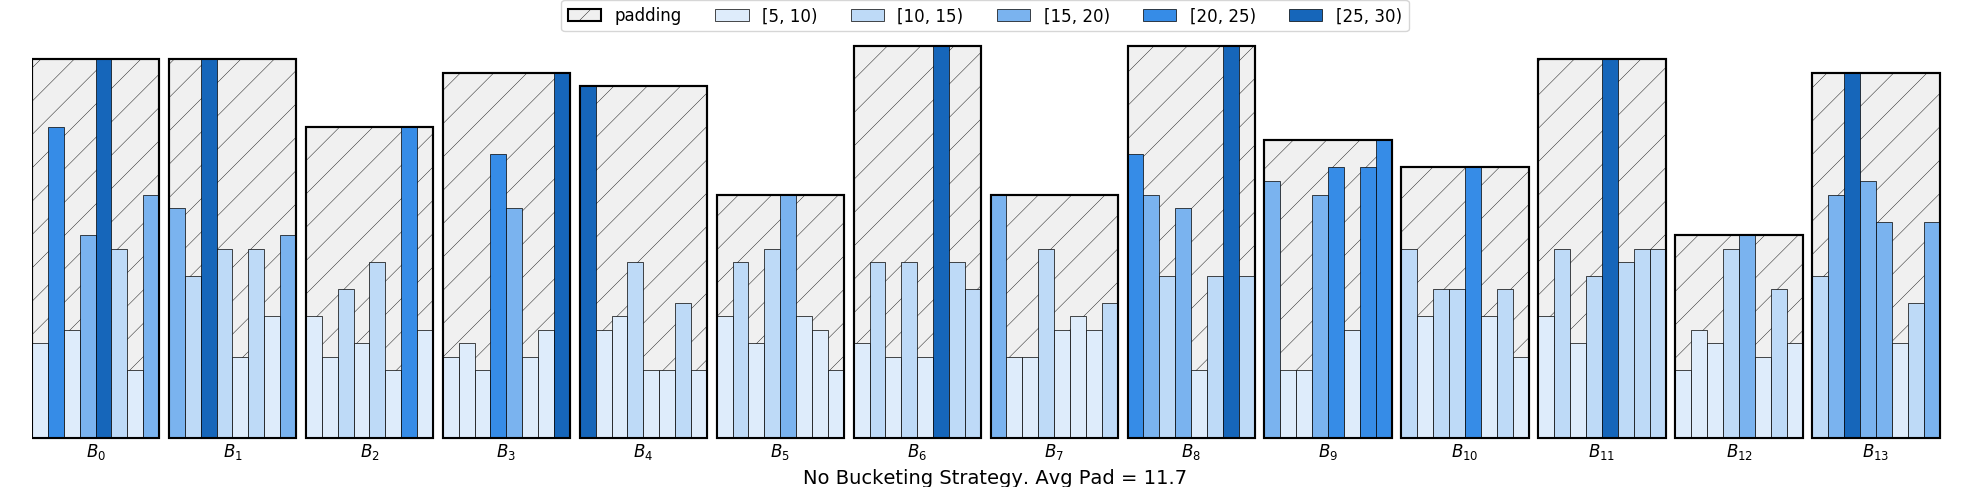 padding [5, 10) [10, 15) [15, 20) [20, 25) [25, 30)
B₀ B₁ B₂ B₃ B₄ B₅ B₆ B₇ B₈ B₉ B₁₀ B₁₁ B₁₂ B₁₃
No Bucketing Strategy. Avg Pad = 11.7